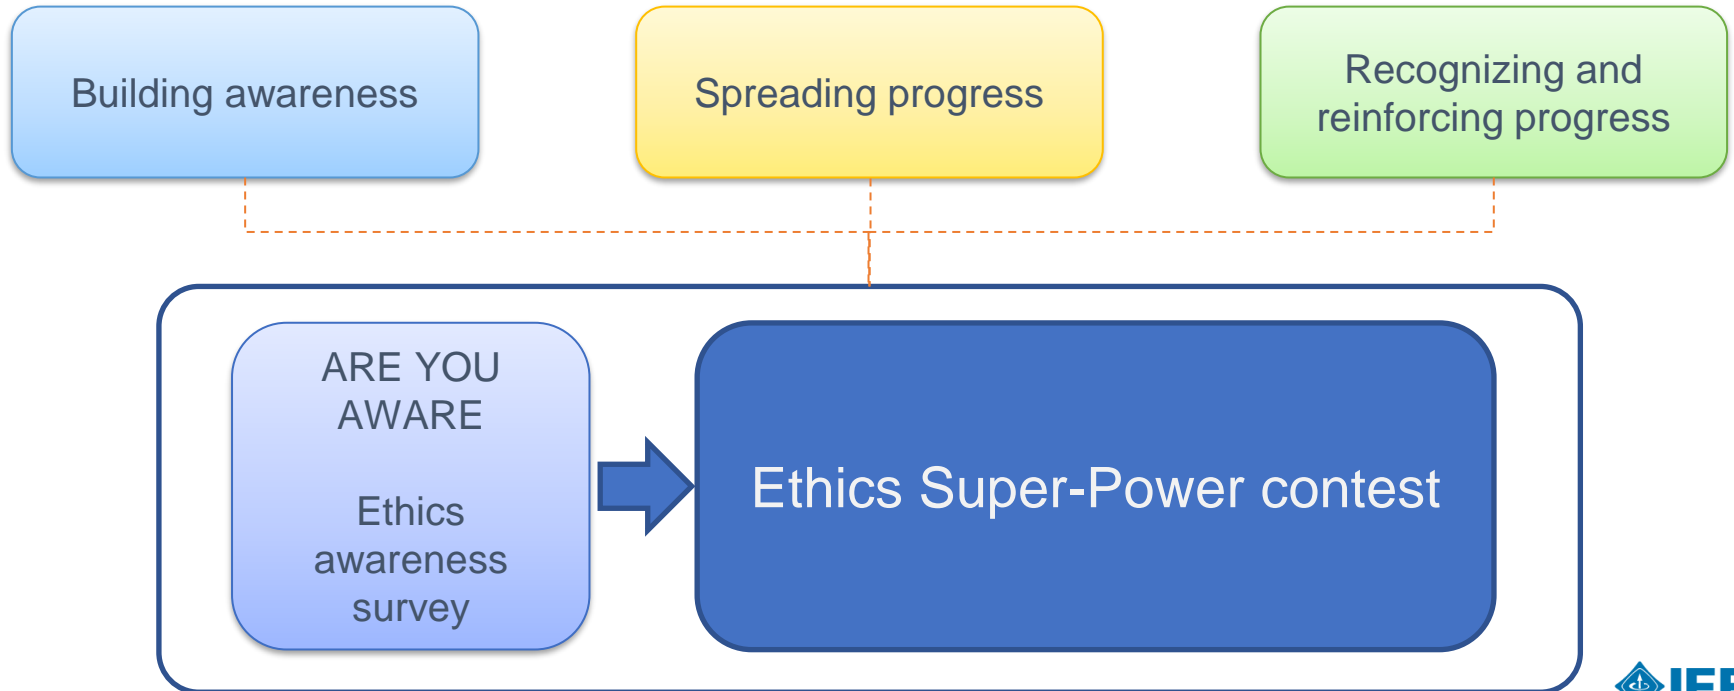 Building awareness
Spreading progress
Recognizing and
reinforcing progress
ARE YOU
AWARE
Ethics
awareness
survey
Ethics Super-Power contest